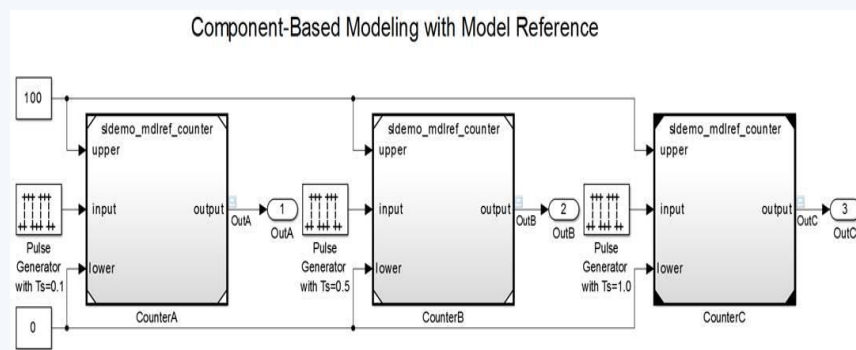 Component-Based Modeling with Model Reference
100
sldemo_mdlref_counter
upper
input
output
lower
CounterA
Pulse
Generator
with Ts=0.1
OutA
1
OutA
sldemo_mdlref_counter
upper
input
output
lower
CounterB
Pulse
Generator
with Ts=0.5
OutB
2
OutB
sldemo_mdlref_counter
upper
input
output
lower
CounterC
Pulse
Generator
with Ts=1.0
OutC
3
OutC
0